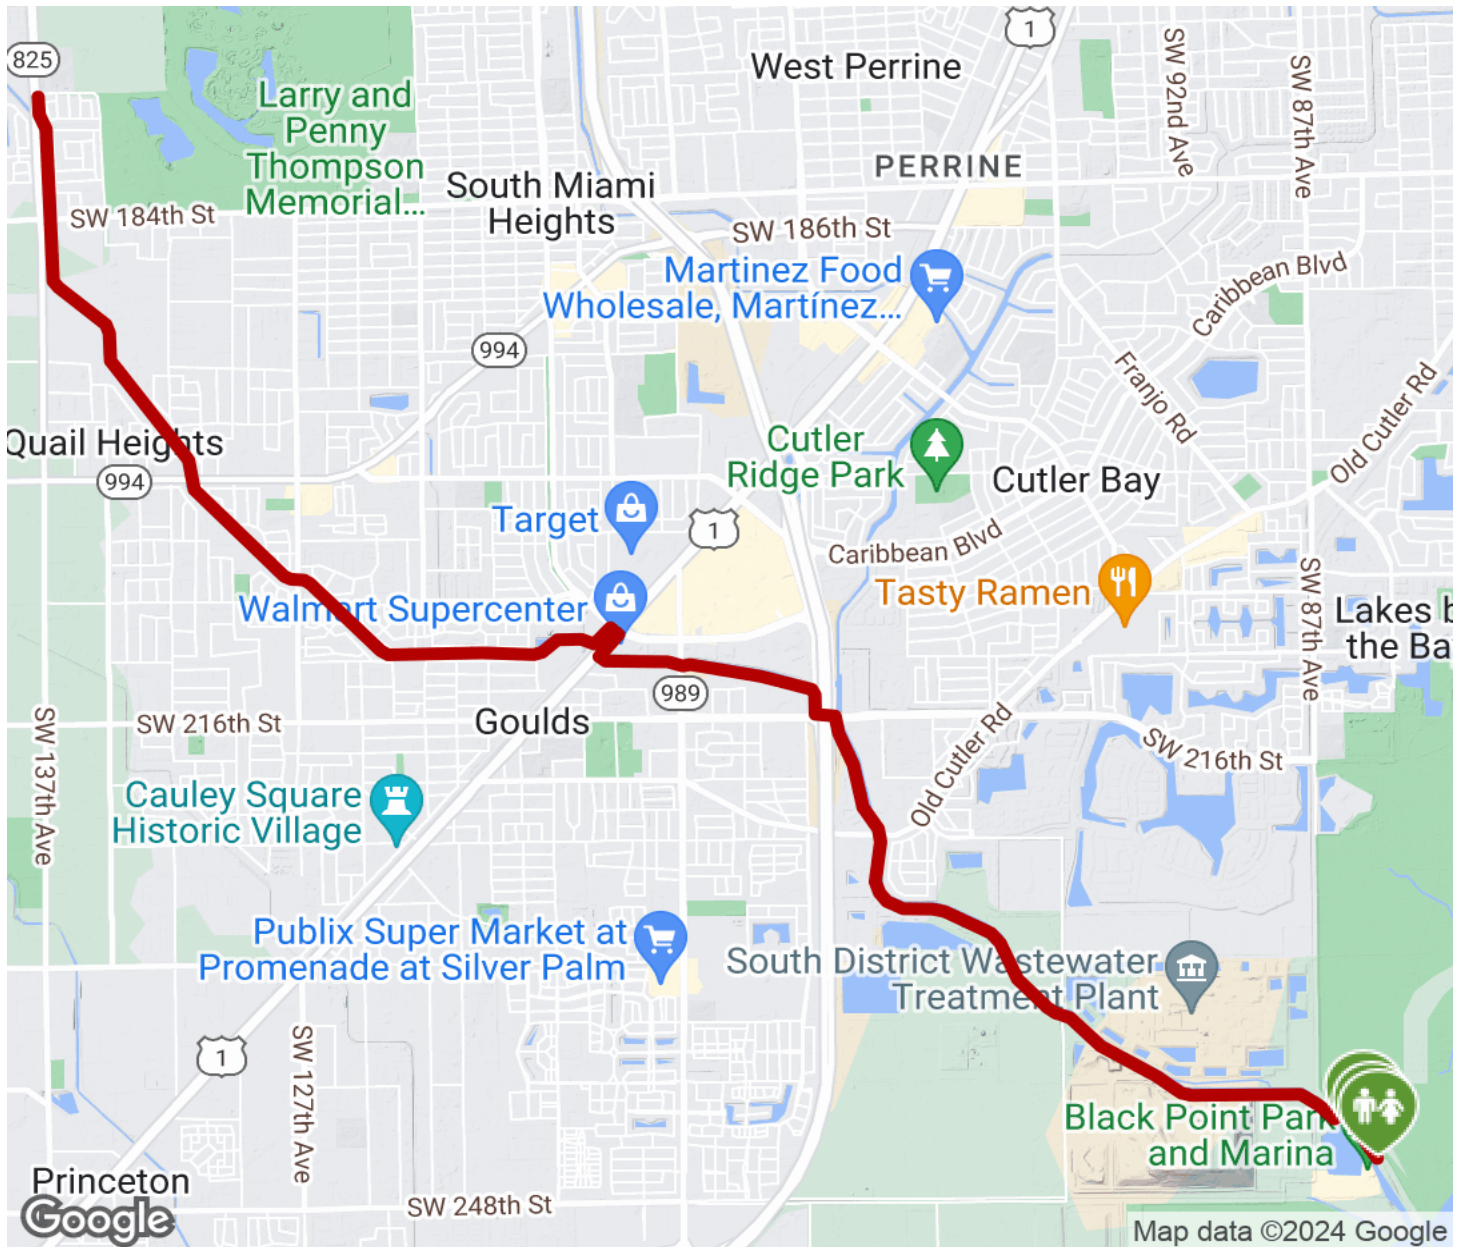 1
825
West Perrine
SW 92nd Ave
SW 87th Ave
Larry and
Penny
Thompson
Memorial...
PERRINE
South Miami
Heights
SW 184th St
SW 186th St
Caribbean Blvd
Martinez Food
Wholesale, Martínez...
994
Franjo Rd
Old Cutler Rd
Quail Heights
994
Cutler
Ridge Park
Cutler Bay
Target
1
Caribbean Blvd
Tasty Ramen
SW 87th Ave
Walmart Supercenter
Lakes b
the Ba
989
SW 216th St
Goulds
Old Cutler Rd
SW 216th St
SW 137th Ave
Cauley Square
Historic Village
Publix Super Market at
Promenade at Silver Palm
South District Wastewater
Treatment Plant
1
SW 127th Ave
Black Point Park
and Marina
Princeton
SW 248th St
Google
Map data ©2024 Google